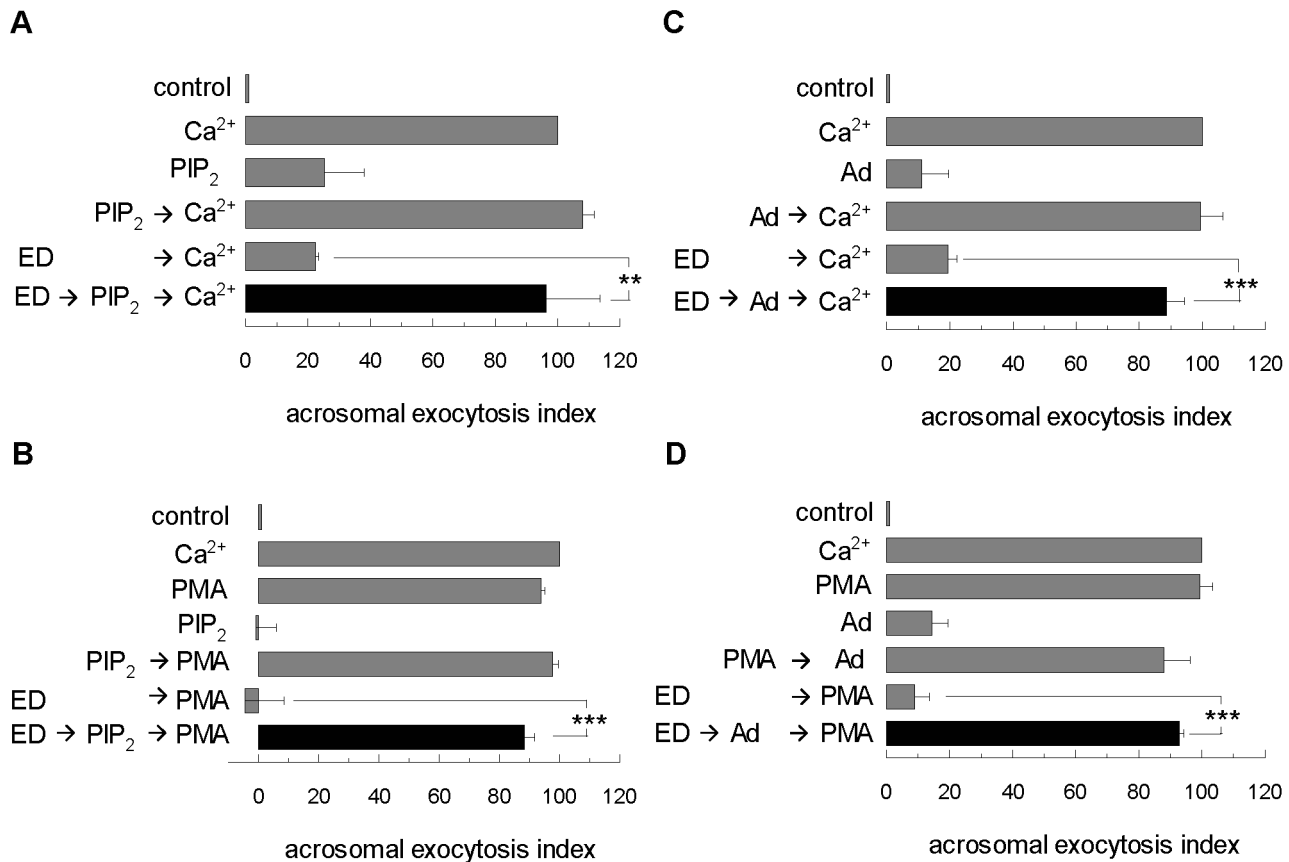 A
control
Ca²⁺
PIP₂
PIP₂ → Ca²⁺
ED → Ca²⁺
ED → PIP₂ → Ca²⁺
**
0 20 40 60 80 100 120
acrosomal exocytosis index
B
control
Ca²⁺
PMA
PIP₂
PIP₂ → PMA
ED → PMA
ED → PIP₂ → PMA
***
0 20 40 60 80 100 120
acrosomal exocytosis index
C
control
Ca²⁺
Ad
Ad → Ca²⁺
ED → Ca²⁺
ED → Ad → Ca²⁺
***
0 20 40 60 80 100 120
acrosomal exocytosis index
D
control
Ca²⁺
PMA
Ad
PMA → Ad
ED → PMA
ED → Ad → PMA
***
0 20 40 60 80 100 120
acrosomal exocytosis index